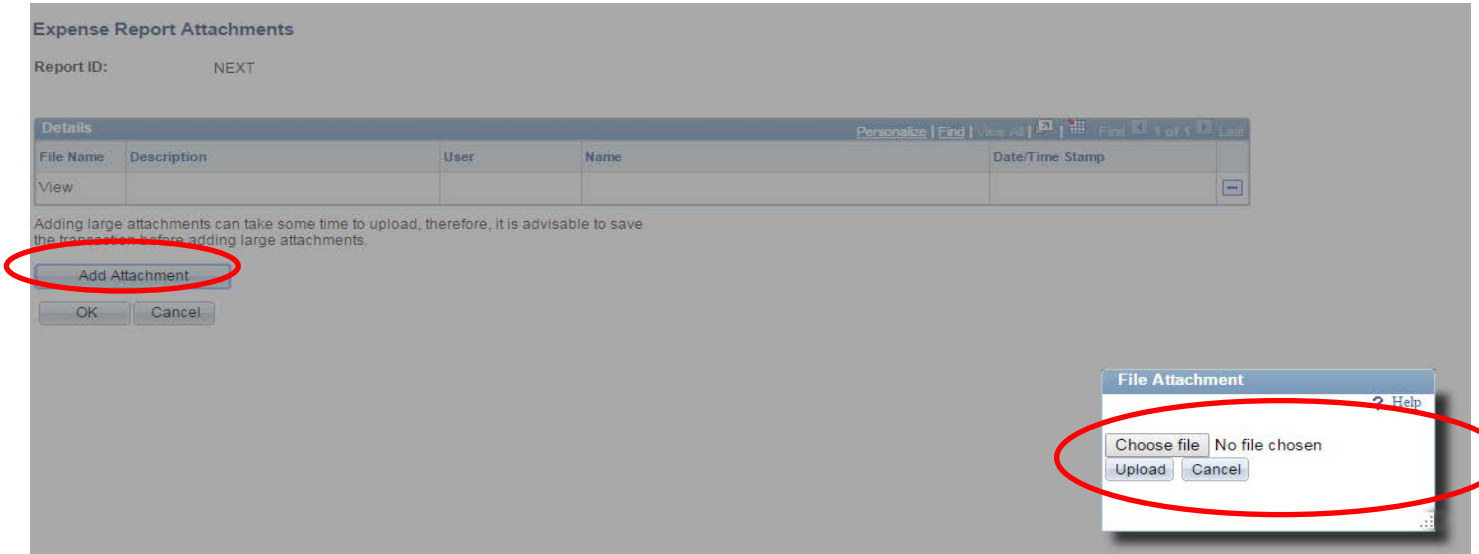 Expense Report Attachments
Report ID: NEXT
Details Personalize | Find | View All | | First 1 of 1 Last
File Name Description User Name Date/Time Stamp
View
Adding large attachments can take some time to upload, therefore, it is advisable to save
the transaction before adding large attachments.
Add Attachment
OK Cancel
File Attachment
? Help
Choose file No file chosen
Upload Cancel